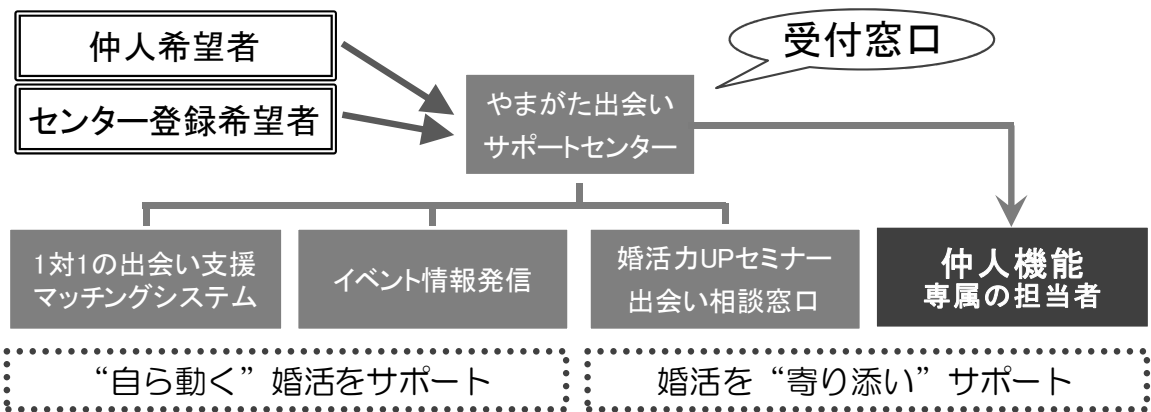 仲人希望者
受付窓口
センター登録希望者
やまがた出会い
サポートセンター
1対1の出会い支援
マッチングシステム
イベント情報発信
婚活力UPセミナー
出会い相談窓口
仲人機能
専属の担当者
“自ら動く”婚活をサポート
婚活を“寄り添い”サポート